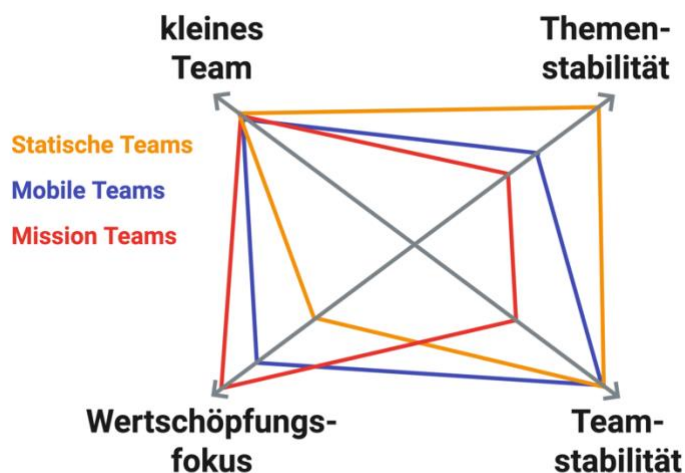 kleines
Team
Themen-
stabilität
Statische Teams
Mobile Teams
Mission Teams
Wertschöpfungs-
fokus
Team-
stabilität